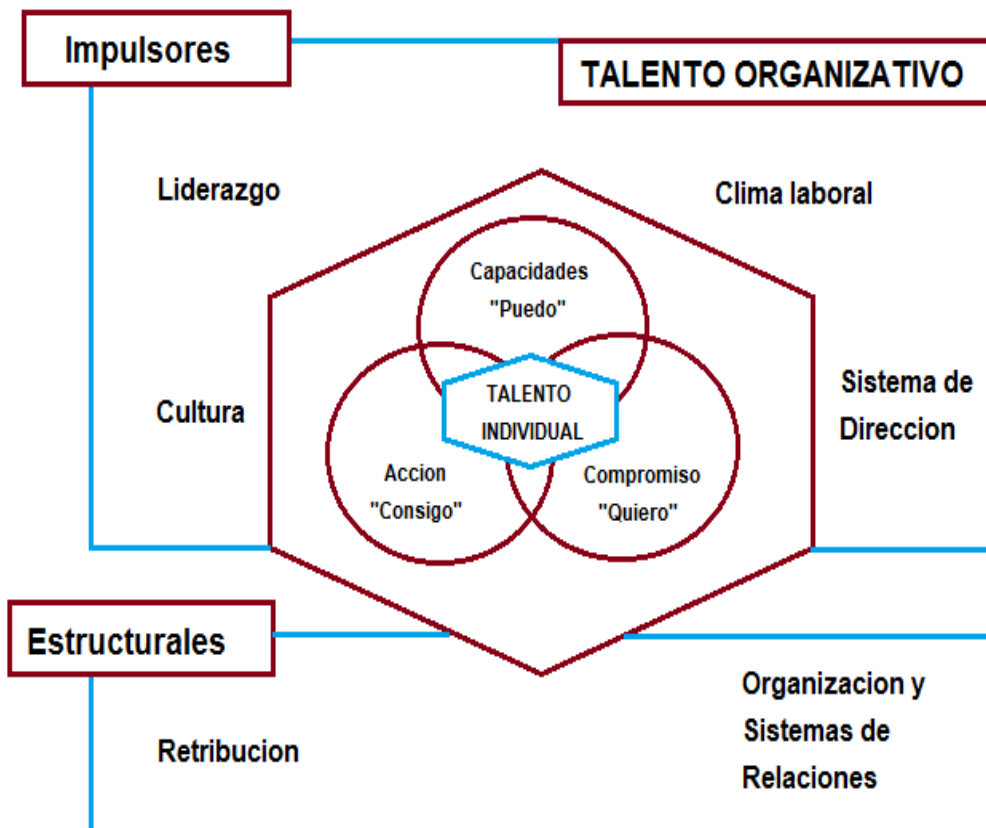 Impulsores
TALENTO ORGANIZATIVO
Liderazgo
Clima laboral
Capacidades
"Puedo"
Cultura
TALENTO
INDIVIDUAL
Sistema de
Direccion
Accion
"Consigo"
Compromiso
"Quiero"
Estructurales
Retribucion
Organizacion y
Sistemas de
Relaciones